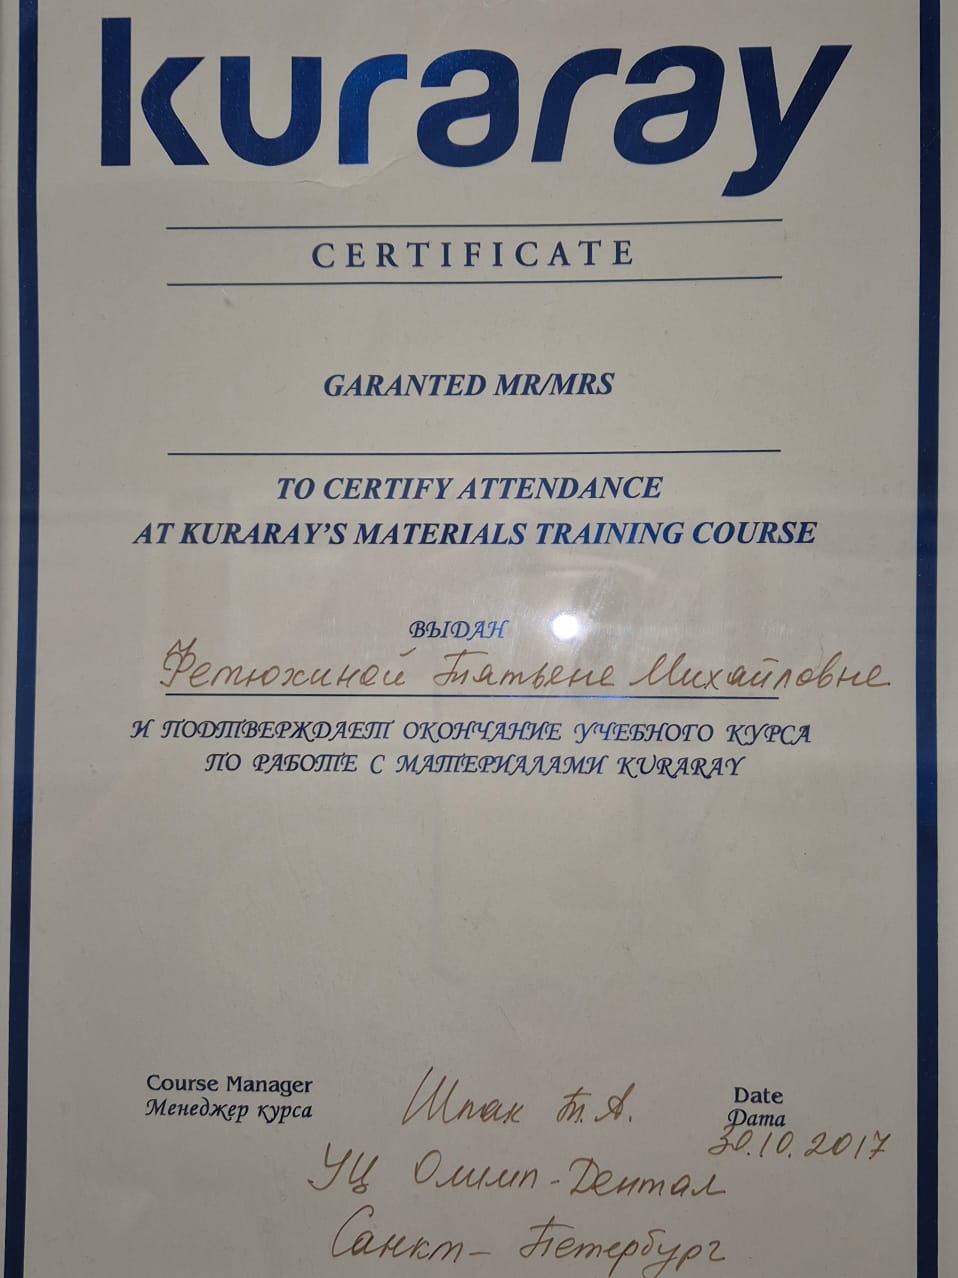 kuraray
CERTIFICATE
GARANTED MR/MRS
TO CERTIFY ATTENDANCE
AT KURARAY'S MATERIALS TRAINING COURSE
ВЫДАН
Фетюхиной Татьяне Михайловне
И ПОДТВЕРЖДАЕТ ОКОНЧАНИЕ УЧЕБНОГО КУРСА
ПО РАБОТЕ С МАТЕРИАЛАМИ KURARAY
Course Manager
Менеджер курса
Шпак Т.А.
Date
Дата
30.10.2017
УЦ Олимп-Дентал
Санкт-Петербург